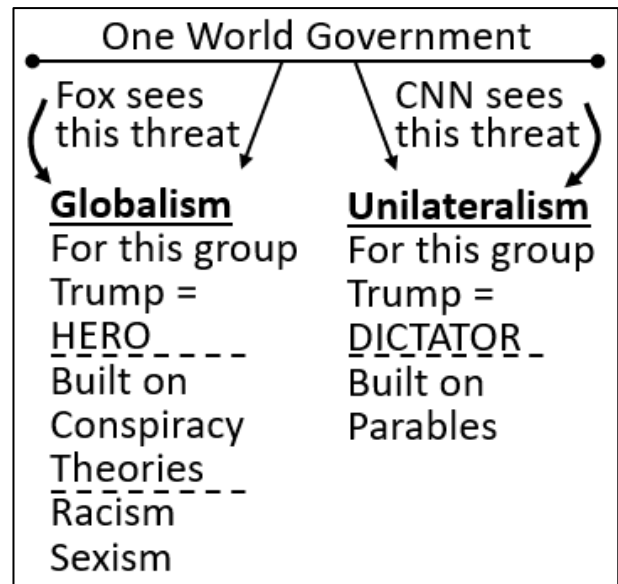 One World Government
Fox sees
this threat
CNN sees
this threat
Globalism
For this group
Trump =
HERO
Built on
Conspiracy
Theories
Racism
Sexism
Unilateralism
For this group
Trump =
DICTATOR
Built on
Parables